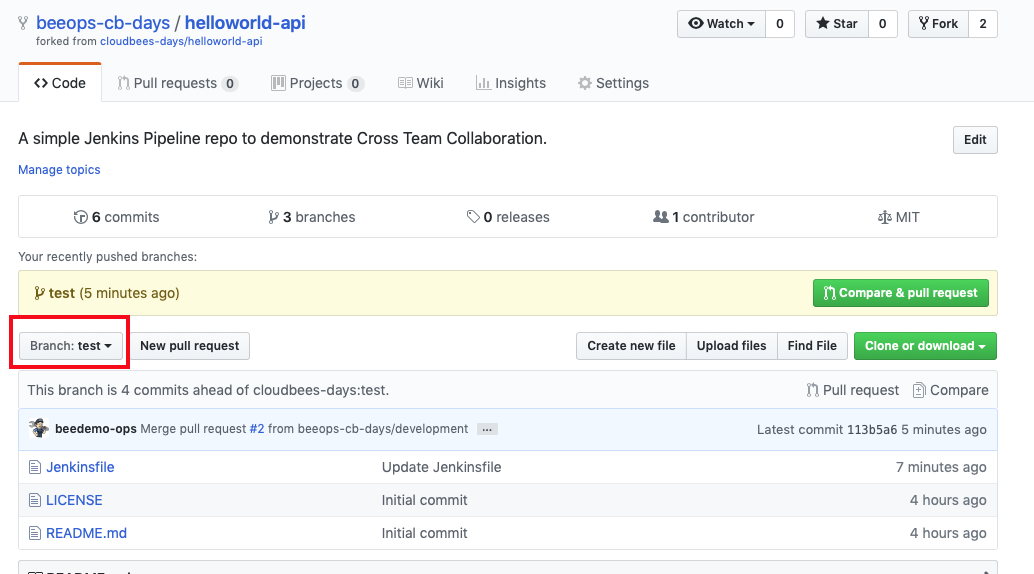 beeops-cb-days / helloworld-api
Watch 0 Star 0 Fork 2
forked from cloudbees-days/helloworld-api
Code Pull requests 0 Projects 0 Wiki Insights Settings
A simple Jenkins Pipeline repo to demonstrate Cross Team Collaboration.
Edit
Manage topics
6 commits 3 branches 0 releases 1 contributor MIT
Your recently pushed branches:
test (5 minutes ago) Compare & pull request
Branch: test New pull request Create new file Upload files Find File Clone or download
This branch is 4 commits ahead of cloudbees-days:test. Pull request Compare
beedemo-ops Merge pull request #2 from beeops-cb-days/development ... Latest commit 113b5a6 5 minutes ago
Jenkinsfile Update Jenkinsfile 7 minutes ago
LICENSE Initial commit 4 hours ago
README.md Initial commit 4 hours ago